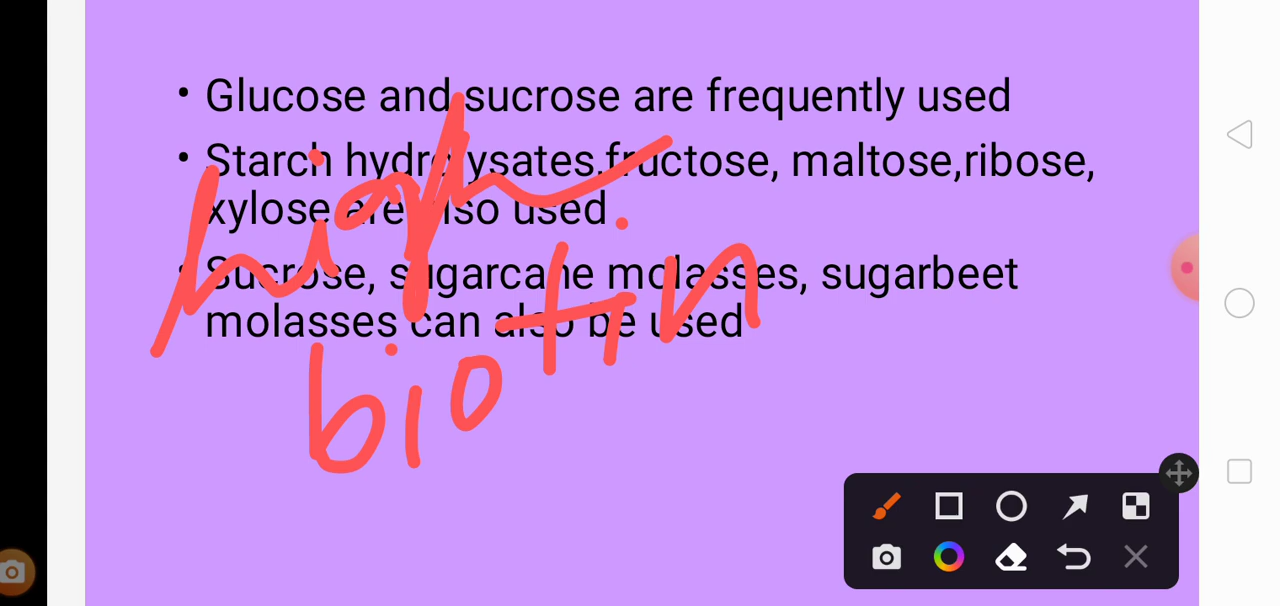 • Glucose and sucrose are frequently used
• Starch hydrolysates,fructose, maltose,ribose,
xylose are also used.
• Sucrose, sugarcane molasses, sugarbeet
molasses can also be used
high
biotin